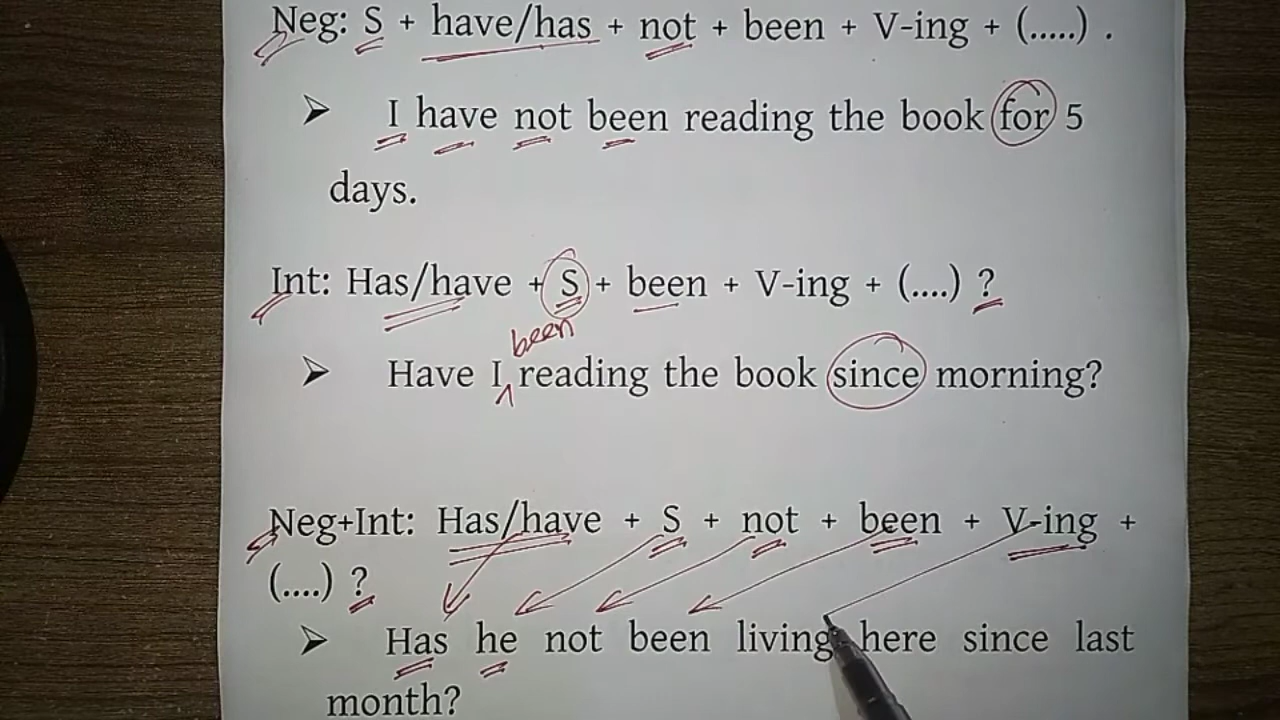 Neg: S + have/has + not + been + V-ing + (.....) .
➢ I have not been reading the book for 5
days.
Int: Has/have + S + been + V-ing + (....) ?
been
➢ Have I reading the book since morning?
Neg+Int: Has/have + S + not + been + V-ing +
(....) ?
➢ Has he not been living here since last
month?